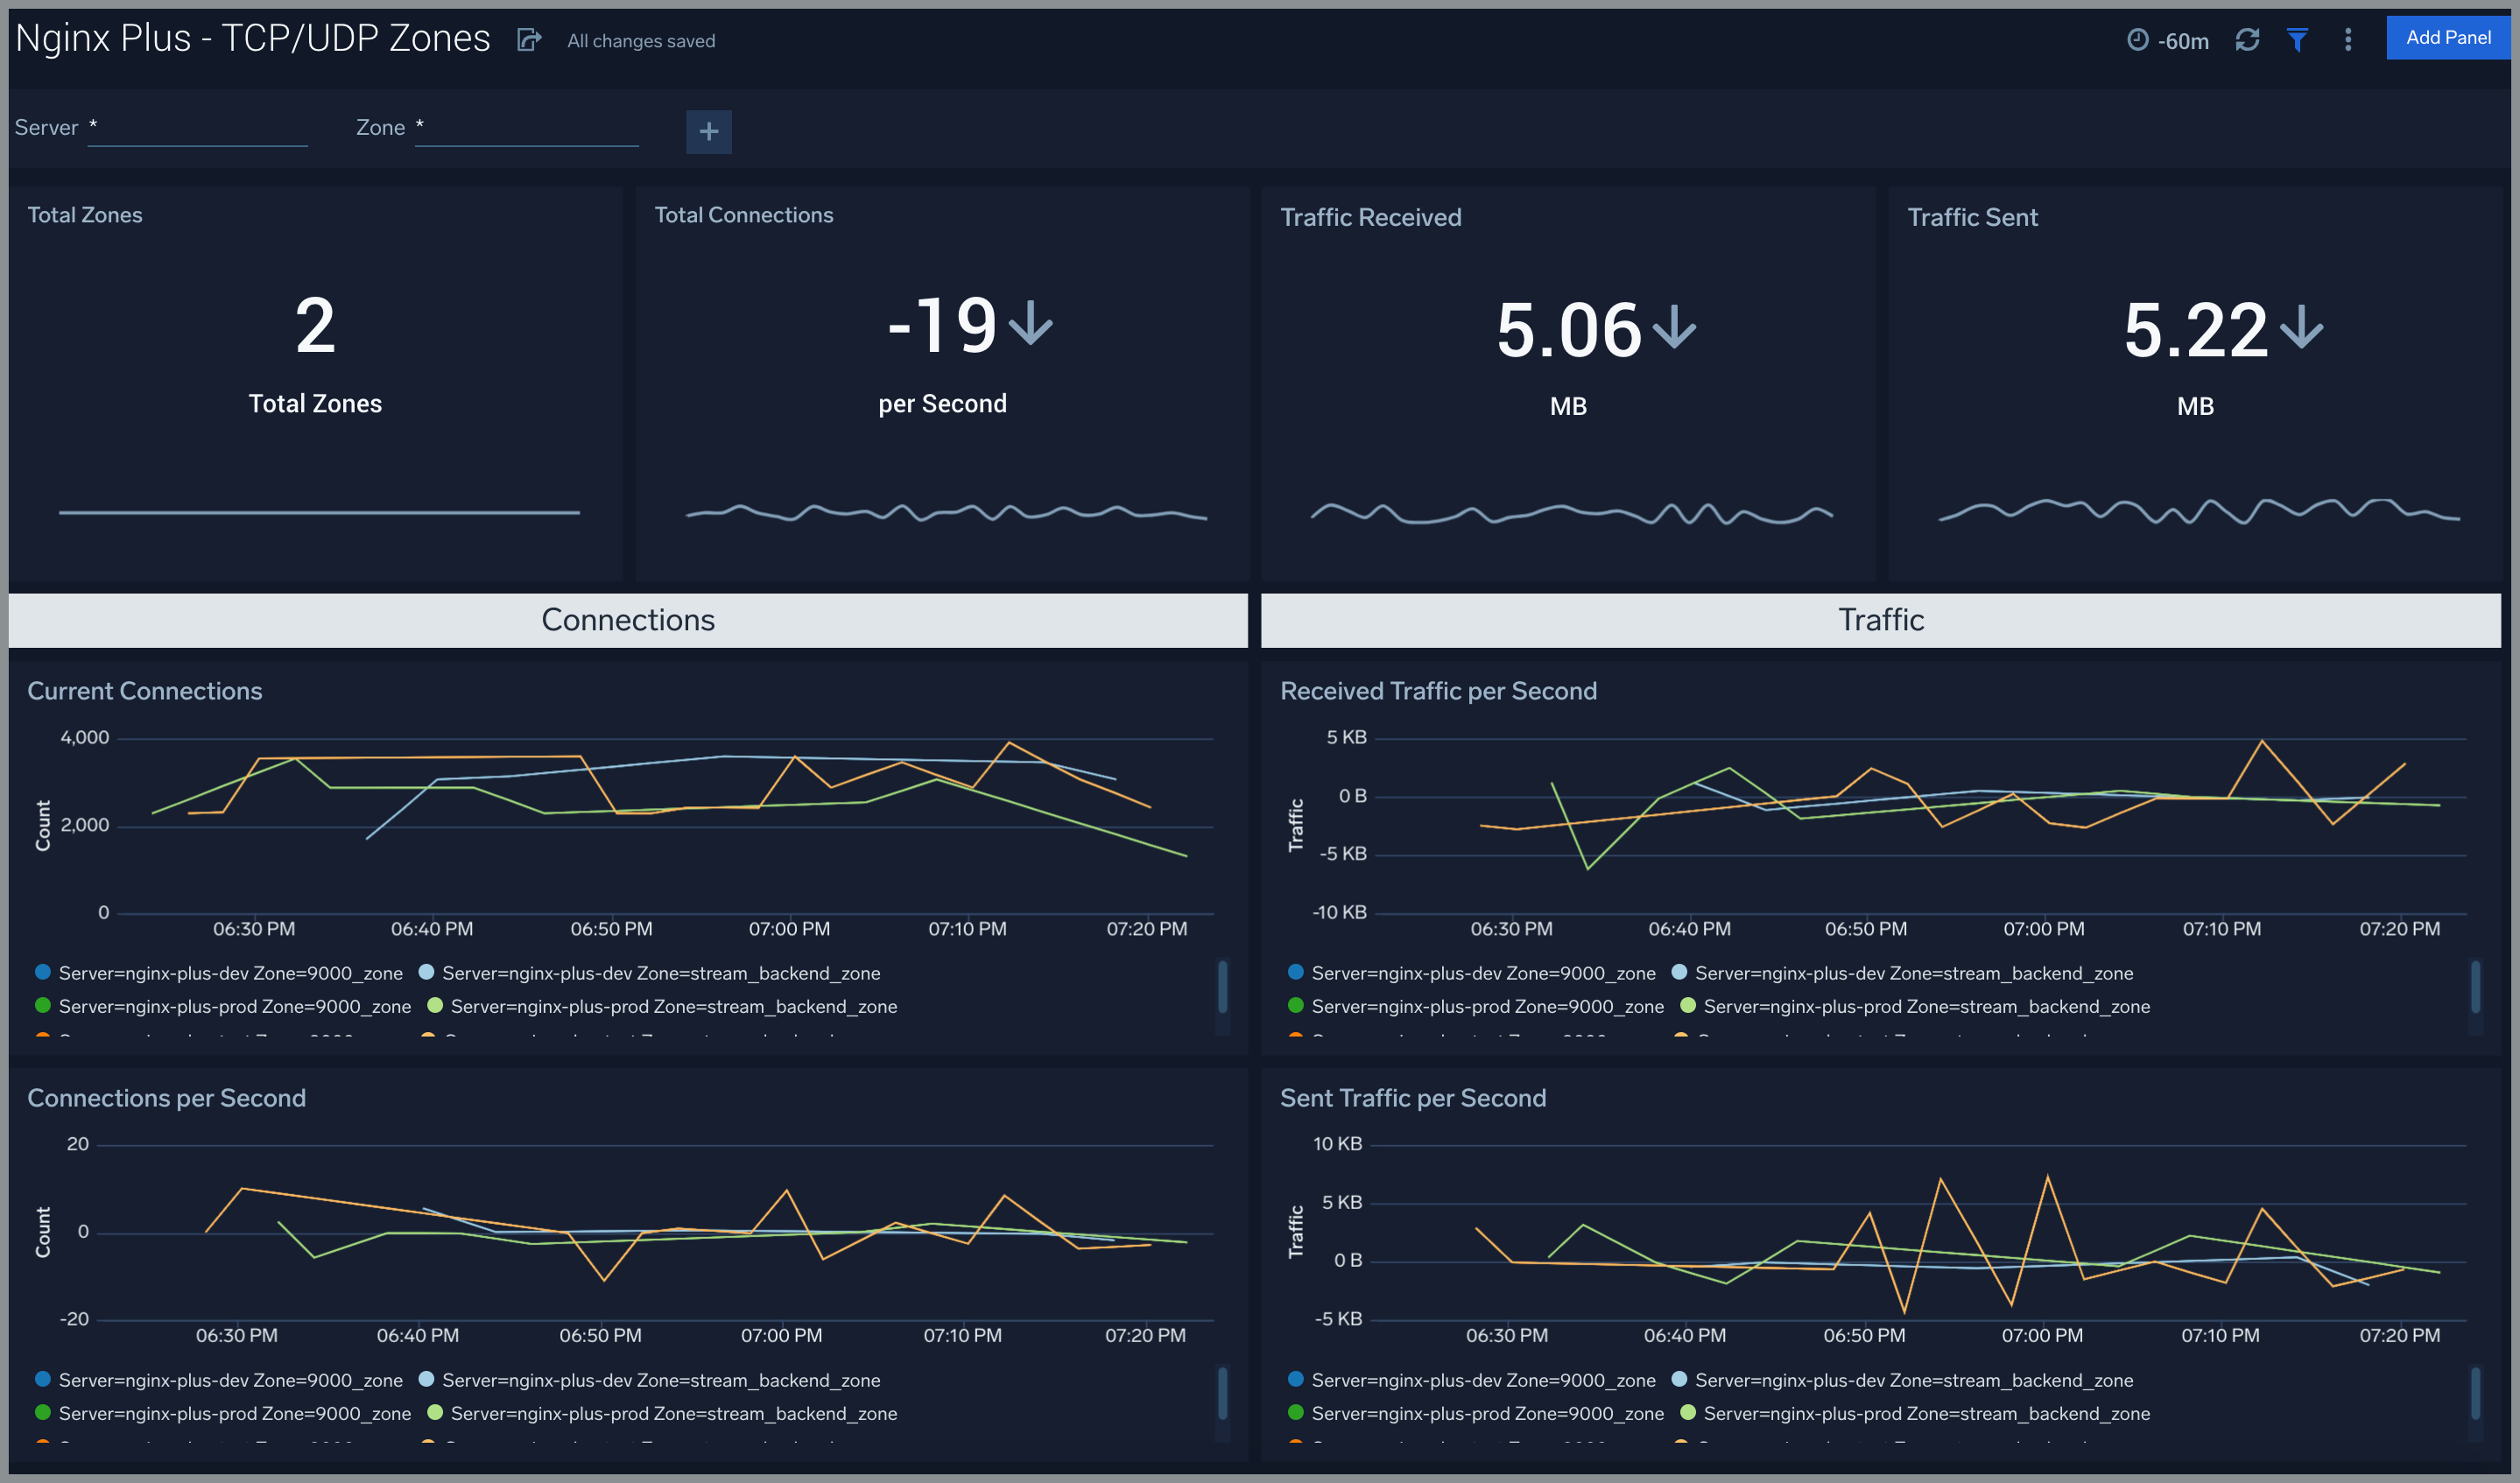 Nginx Plus - TCP/UDP Zones All changes saved -60m Add Panel
Server * Zone * +
Total Zones
2
Total Zones
Total Connections
-19
per Second
Traffic Received
5.06
MB
Traffic Sent
5.22
MB
Connections
Traffic
Current Connections
4,000
2,000
0
Count
06:30 PM 06:40 PM 06:50 PM 07:00 PM 07:10 PM 07:20 PM
Server=nginx-plus-dev Zone=9000_zone Server=nginx-plus-dev Zone=stream_backend_zone
Server=nginx-plus-prod Zone=9000_zone Server=nginx-plus-prod Zone=stream_backend_zone
Received Traffic per Second
5 KB
0 B
-5 KB
-10 KB
Traffic
06:30 PM 06:40 PM 06:50 PM 07:00 PM 07:10 PM 07:20 PM
Server=nginx-plus-dev Zone=9000_zone Server=nginx-plus-dev Zone=stream_backend_zone
Server=nginx-plus-prod Zone=9000_zone Server=nginx-plus-prod Zone=stream_backend_zone
Connections per Second
20
0
-20
Count
06:30 PM 06:40 PM 06:50 PM 07:00 PM 07:10 PM 07:20 PM
Server=nginx-plus-dev Zone=9000_zone Server=nginx-plus-dev Zone=stream_backend_zone
Server=nginx-plus-prod Zone=9000_zone Server=nginx-plus-prod Zone=stream_backend_zone
Sent Traffic per Second
10 KB
5 KB
0 B
-5 KB
Traffic
06:30 PM 06:40 PM 06:50 PM 07:00 PM 07:10 PM 07:20 PM
Server=nginx-plus-dev Zone=9000_zone Server=nginx-plus-dev Zone=stream_backend_zone
Server=nginx-plus-prod Zone=9000_zone Server=nginx-plus-prod Zone=stream_backend_zone